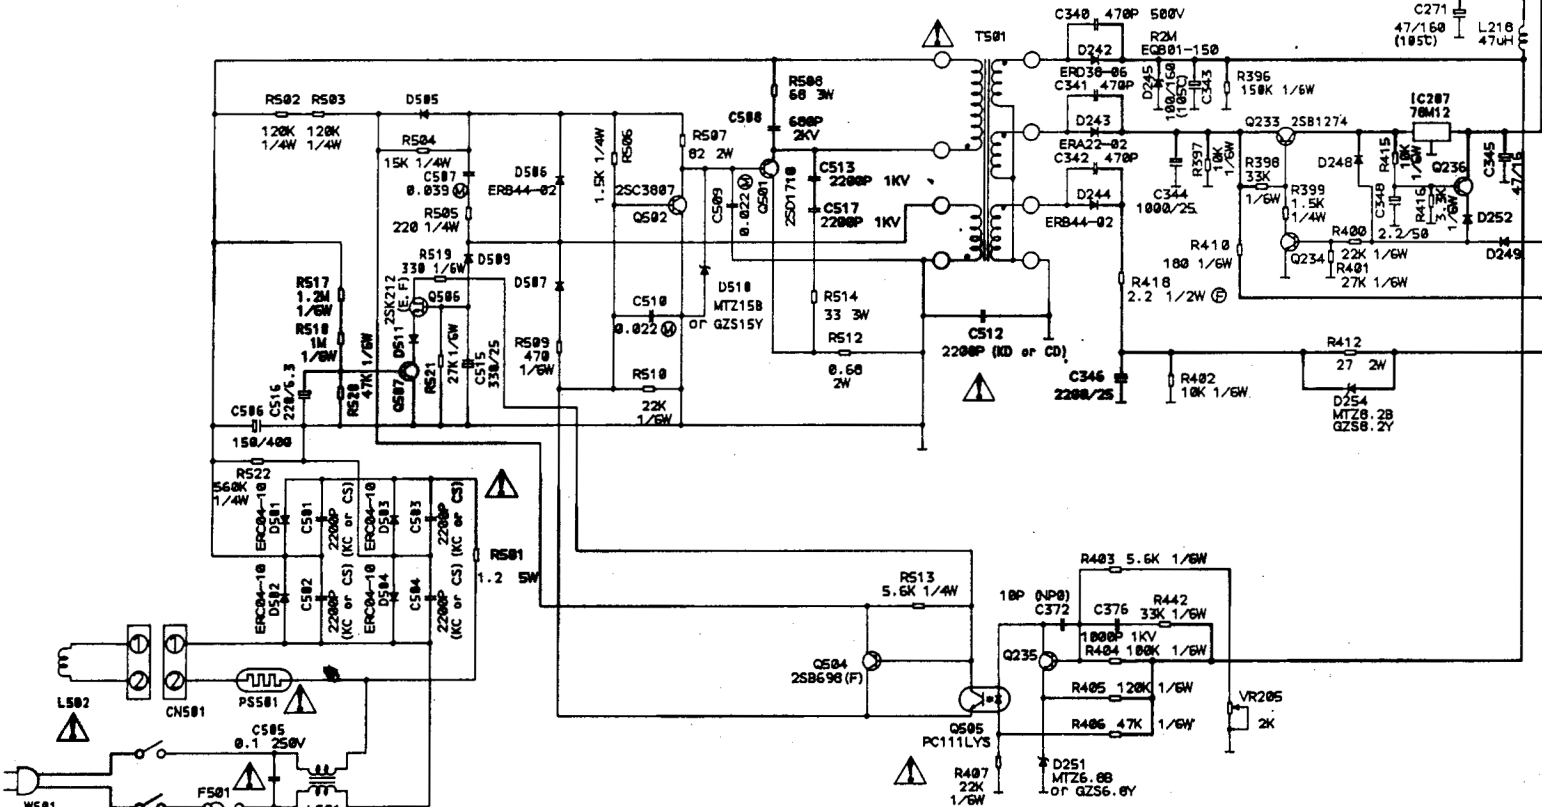 C340 470P 500V
C271
47/160
(105℃)
L218
47uH
T501
D242
ERD38-06
R2M
EQB01-150
D245
100/160
(105℃)
C343
R396
150K 1/6W
C341 470P
D243
ERA22-02
C342 470P
D244
ERB44-02
C344
1000/25
R397
10K
1/6W
Q233 2SB1274
R398
33K
1/6W
R399
1.5K
1/4W
Q234
D248
R415
10K
1/6W
C348
2.2/50
R416
3.3K
1/6W
IC207
78M12
Q236
C345
47/16
D252
D249
R400
22K 1/6W
R401
27K 1/6W
R410
180 1/6W
R418
2.2 1/2W F
R412
27 2W
D254
MTZ8.2B
GZS8.2Y
R402
10K 1/6W
C346
2200/25
C512
2200P (KD or CD)
R502 R503
120K 120K
1/4W 1/4W
D505
R504
15K 1/4W
C507
0.039 M
R505
220 1/4W
D506
ERB44-02
R506
1.5K 1/4W
2SC3807
Q502
R507
82 2W
R508
68 3W
C508
680P
2KV
C509
0.022 M
Q501
2SD1710
C513
2200P 1KV
C517
2200P 1KV
R514
33 3W
R512
0.68
2W
D510
MTZ15B
or GZS15Y
C510
0.022 M
D507
R509
470
1/6W
R510
22K
1/6W
R519
330 1/6W
D509
2SK212
(E, F)
Q506
D511
Q507
R521
27K 1/6W
C515
330/25
R517
1.2M
1/6W
R518
1M
1/6W
R520
47K 1/6W
C516
220/6.3
C506
150/400
R522
560K
1/4W
ERC04-10
D501
C501
2200P
(KC or CS)
ERC04-10
D503
C503
2200P
(KC or CS)
ERC04-10
D502
C502
2200P
(KC or CS)
ERC04-10
D504
C504
2200P
(KC or CS)
R501
1.2 5W
R513
5.6K 1/4W
Q504
2SB698(F)
Q505
PC111LYS
R407
22K
1/6W
10P (NP0)
C372
C376
1000P 1KV
R442
33K 1/6W
R403 5.6K 1/6W
R404 100K 1/6W
Q235
R405 120K 1/6W
R406 47K 1/6W
VR205
2K
D251
MTZ6.8B
or GZS6.8Y
1
2
1
2
L502
CN501
PS501
C505
0.1 250V
F501
W501